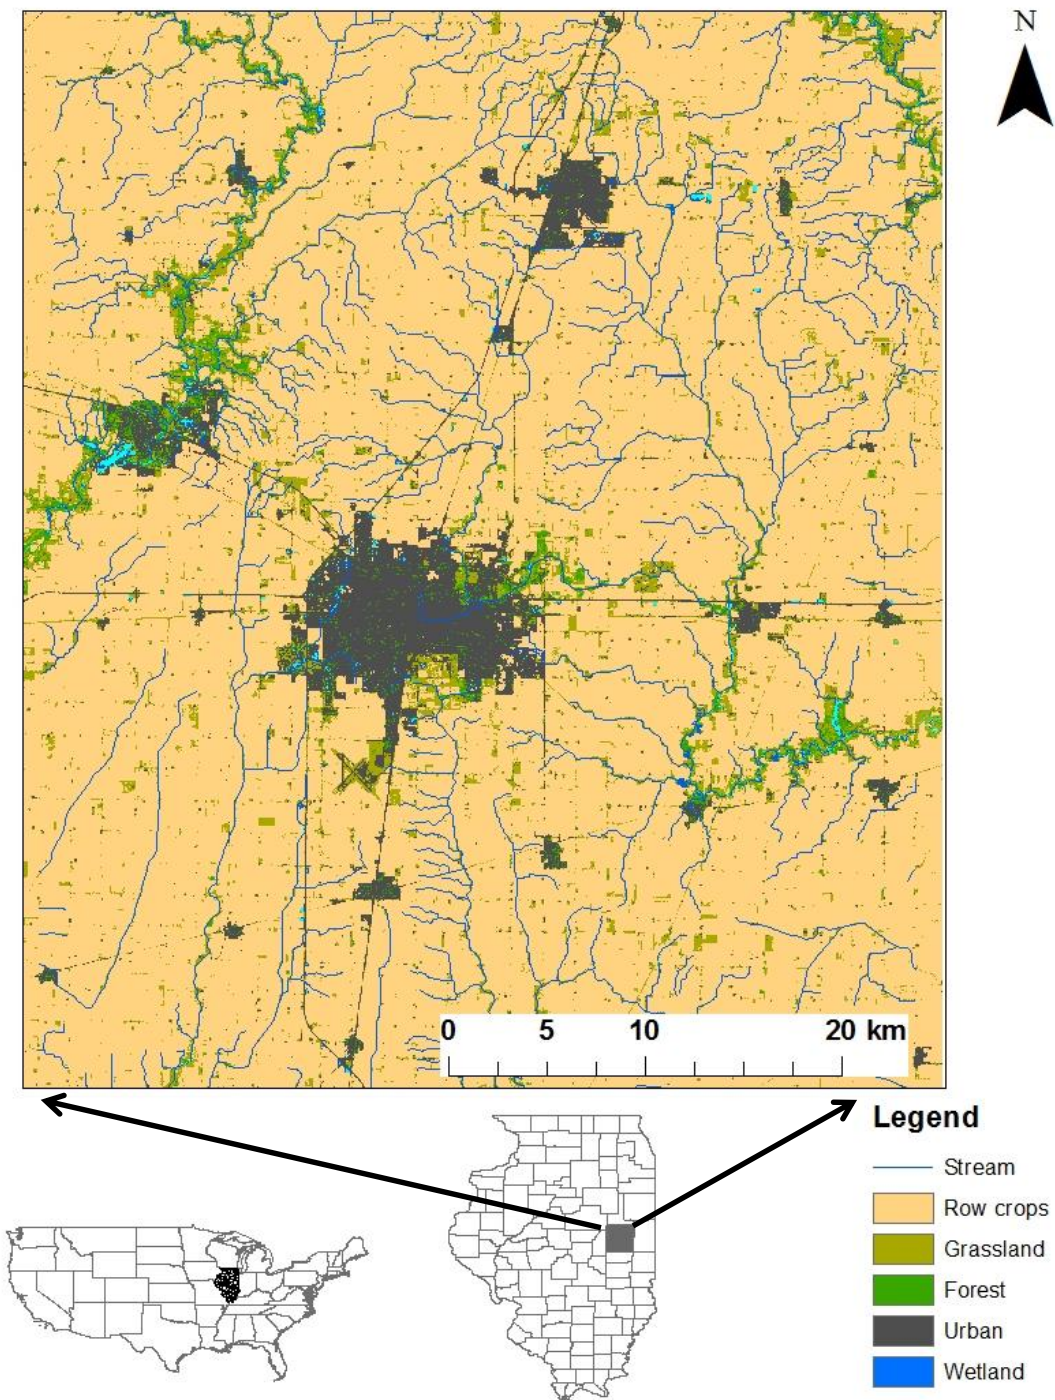 N
0 5 10 20 km
Legend
Stream
Row crops
Grassland
Forest
Urban
Wetland